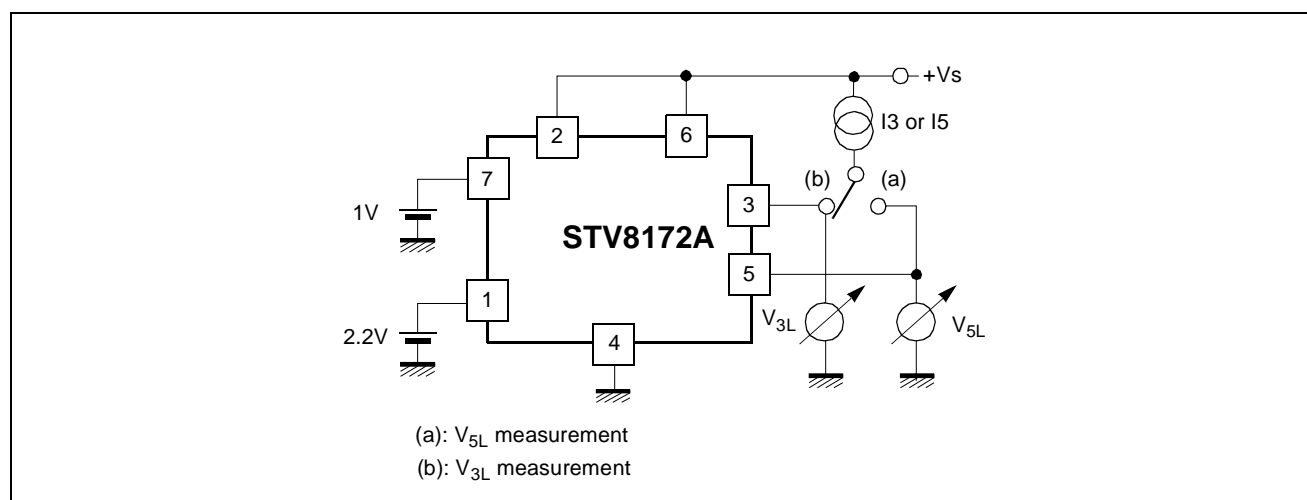 +Vs
I3 or I5
2
6
7
(b)
(a)
1V
3
STV8172A
5
1
V3L
V5L
2.2V
4
(a): V5L measurement
(b): V3L measurement